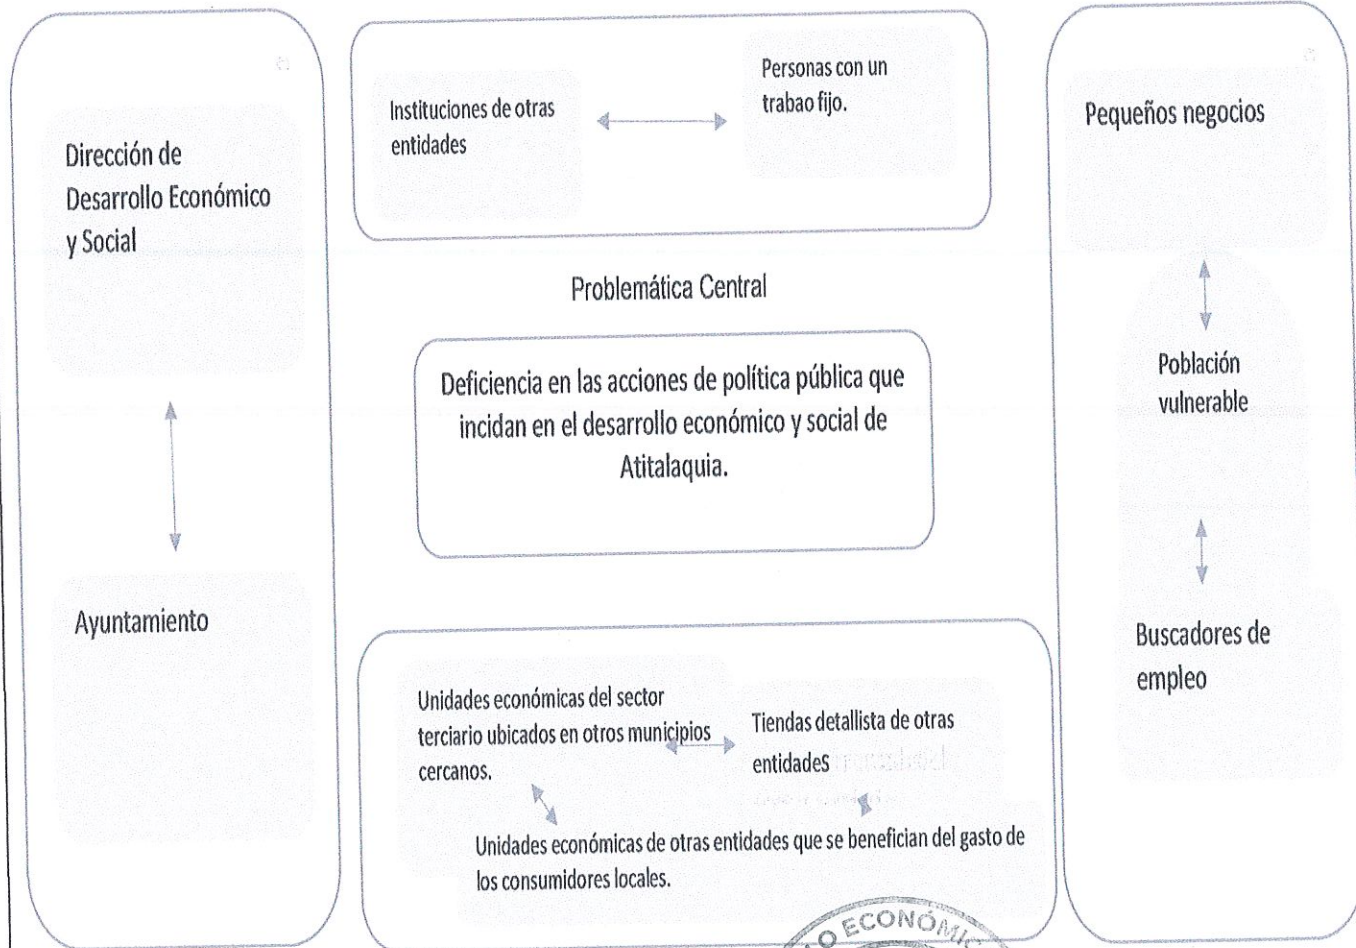 Dirección de
Desarrollo Económico
y Social
Ayuntamiento
Instituciones de otras
entidades
Personas con un
trabao fijo.
Problemática Central
Deficiencia en las acciones de política pública que
incidan en el desarrollo económico y social de
Atitalaquia.
Unidades económicas del sector
terciario ubicados en otros municipios
cercanos.
Tiendas detallista de otras
entidadeS
Unidades económicas de otras entidades que se benefician del gasto de
los consumidores locales.
Pequeños negocios
Población
vulnerable
Buscadores de
empleo